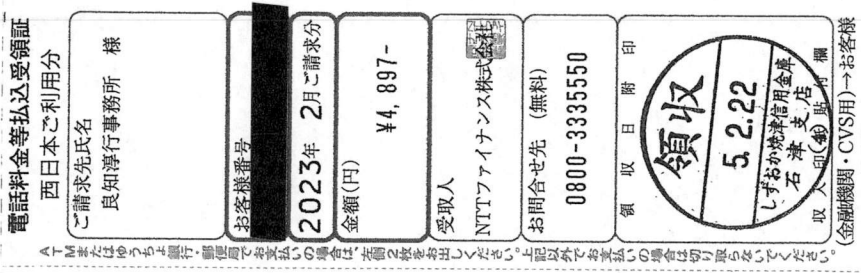 電話料金等払込受領証
西日本ご利用分
ご請求先氏名
良知淳行事務所 様
お客様番号
2023年 2月ご請求分
金額(円)
¥4,897-
受取人
NTTファイナンス株式会社
お問合せ先 (無料)
0800-3335550
領収日附印
領収
5.2.22
しずおか焼津信用金庫
石津支店
収入印紙貼付欄
(金融機関・CVS用)→お客様
ATMまたはゆうちょ銀行・郵便局でお支払いの場合は、左側2枚をお出しください。上記以外でお支払いの場合は切り取らないでください。